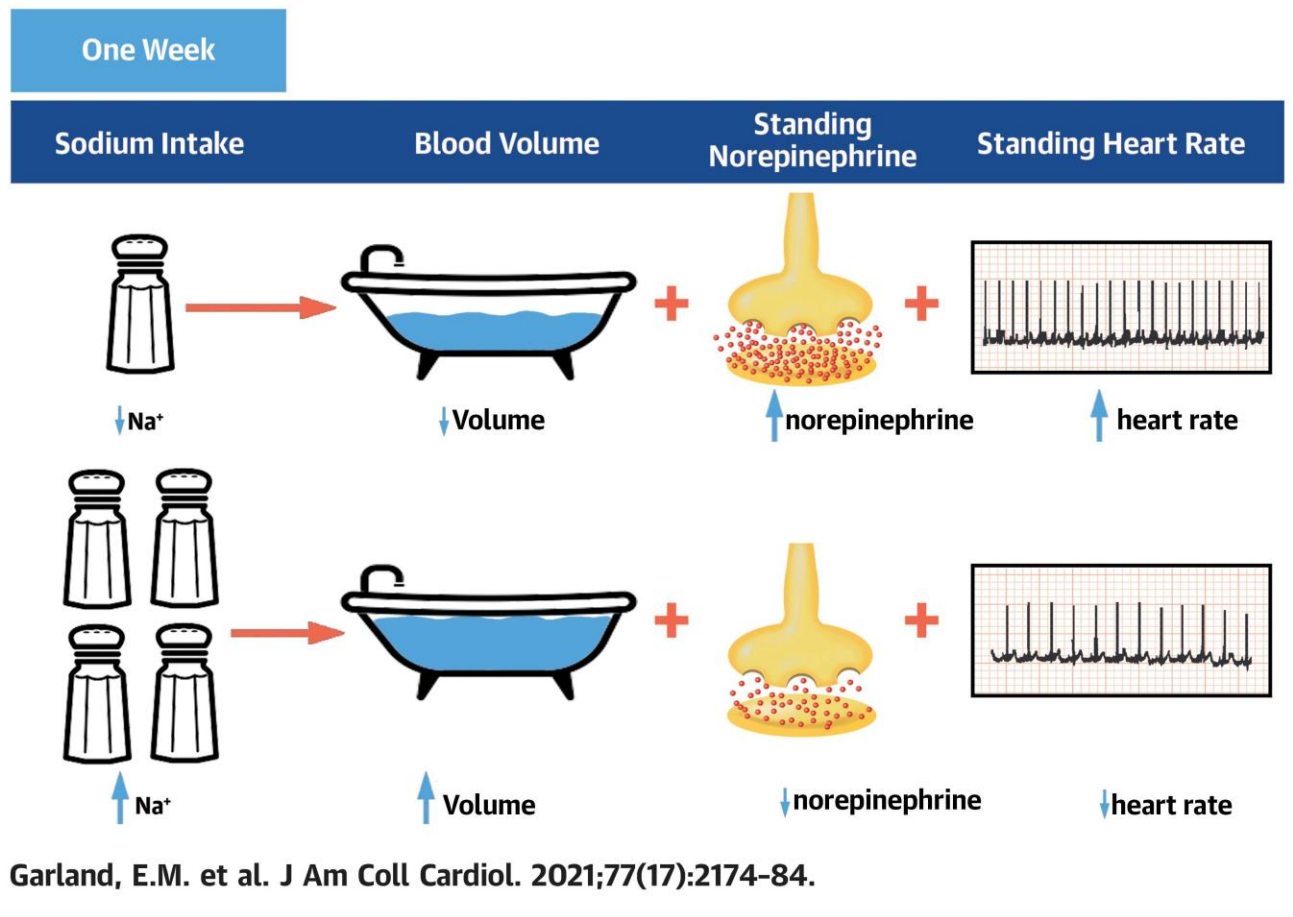 One Week
Sodium Intake
Blood Volume
Standing
Norepinephrine
Standing Heart Rate
↓ Na⁺
↓ Volume
↑ norepinephrine
↑ heart rate
↑ Na⁺
↑ Volume
↓ norepinephrine
↓ heart rate
Garland, E.M. et al. J Am Coll Cardiol. 2021;77(17):2174–84.